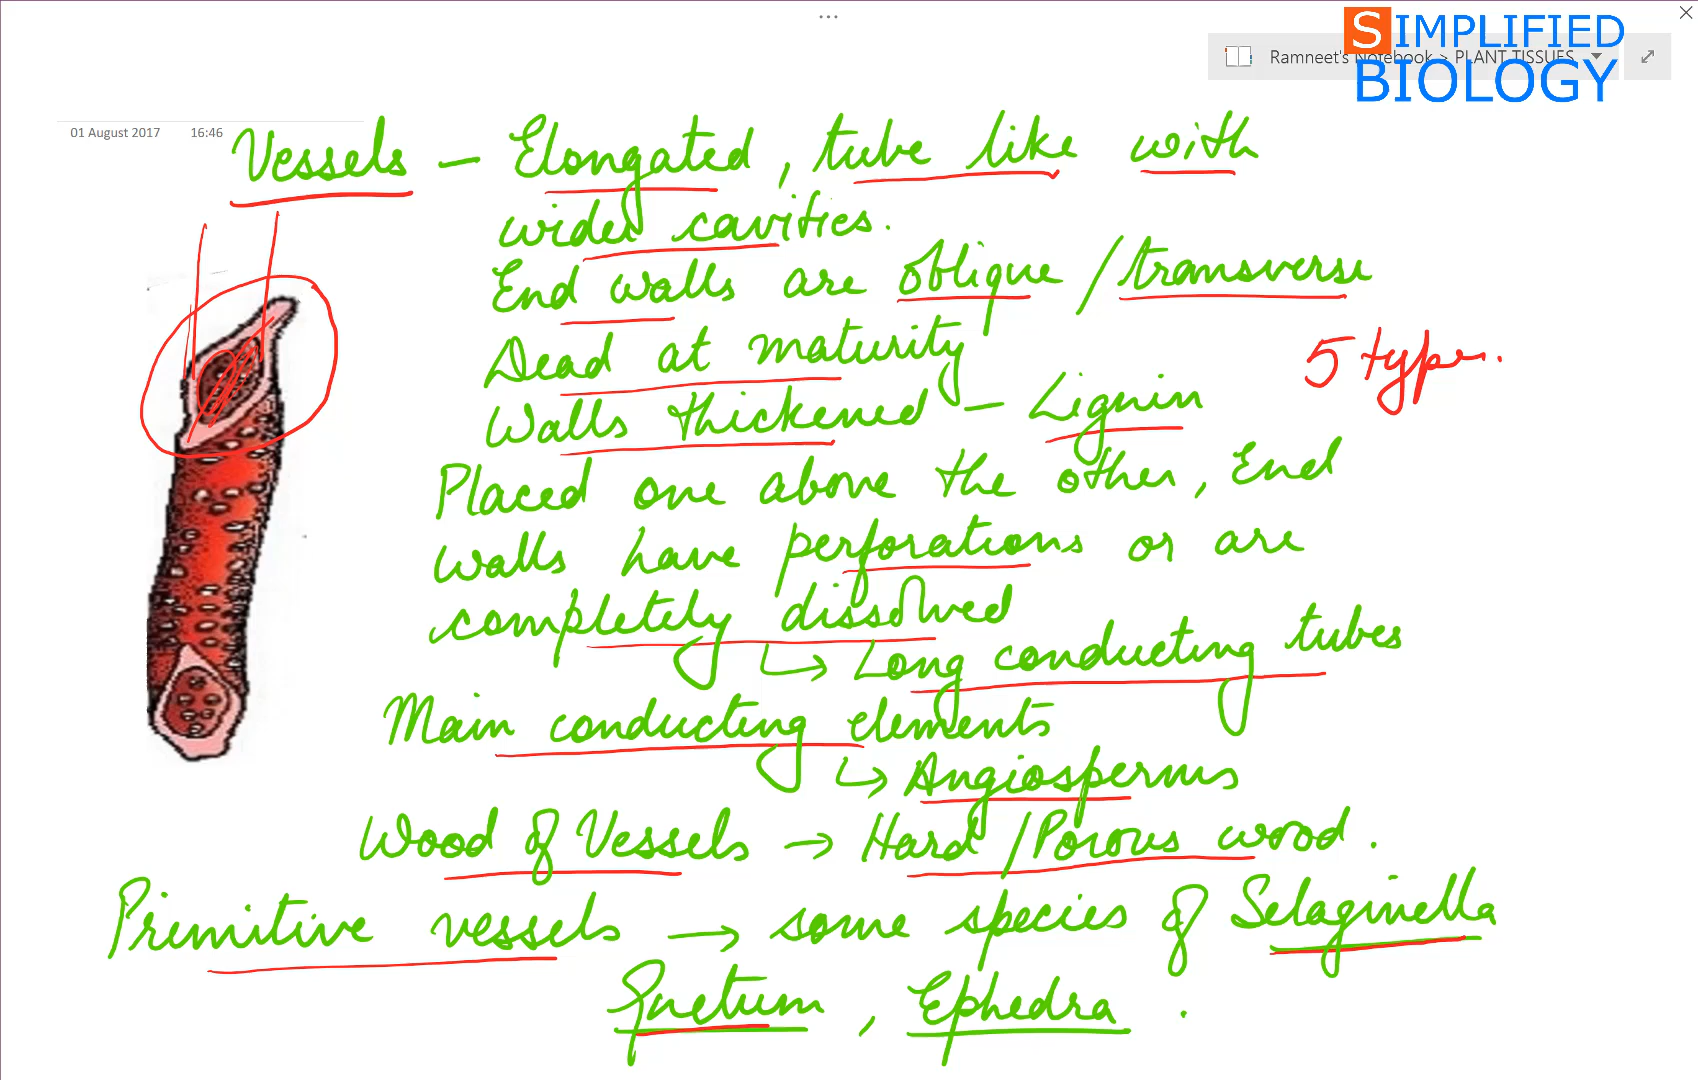 SIMPLIFIED
BIOLOGY
Ramneet's Notebook > PLANT TISSUES
01 August 2017 16:46
Vessels - Elongated, tube like with
wider cavities.
End walls are oblique / transverse
Dead at maturity
5 type.
Walls thickened - Lignin
Placed one above the other, End
walls have perforations or are
completely dissolved
↳ Long conducting tubes
Main conducting elements
↳ Angiosperms
Wood of Vessels → Hard / Porous wood.
Primitive vessels → some species of Selaginella
Gnetum, Ephedra.